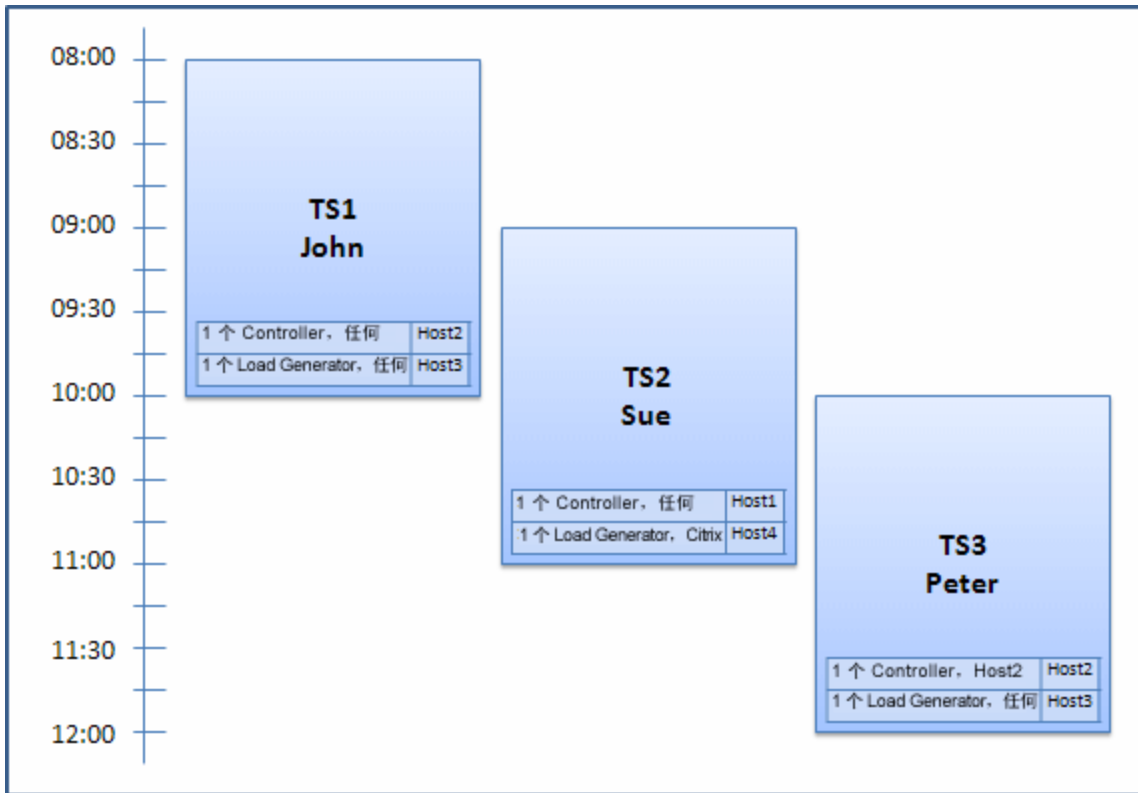 08:00
08:30
09:00
09:30
10:00
10:30
11:00
11:30
12:00
TS1
John
1 个 Controller，任何 Host2
1 个 Load Generator，任何 Host3
TS2
Sue
1 个 Controller，任何 Host1
1 个 Load Generator，Citrix Host4
TS3
Peter
1 个 Controller，Host2 Host2
1 个 Load Generator，任何 Host3